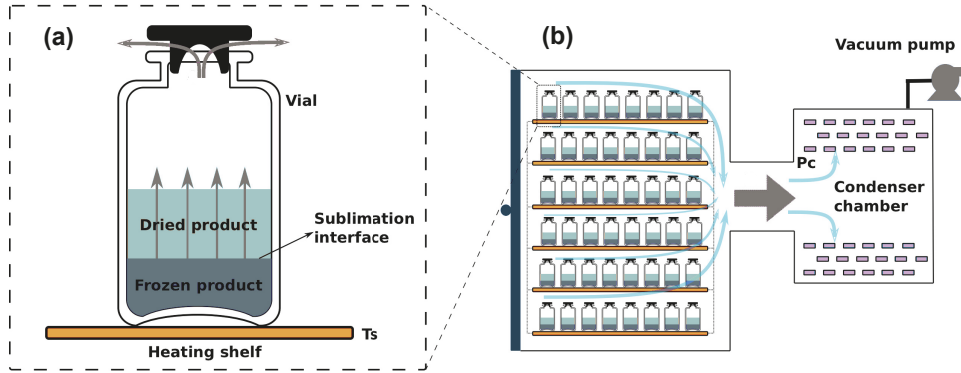 (a)
Vial
Dried product
Sublimation
interface
Frozen product
Ts
Heating shelf
(b)
Vacuum pump
Pc
Condenser
chamber